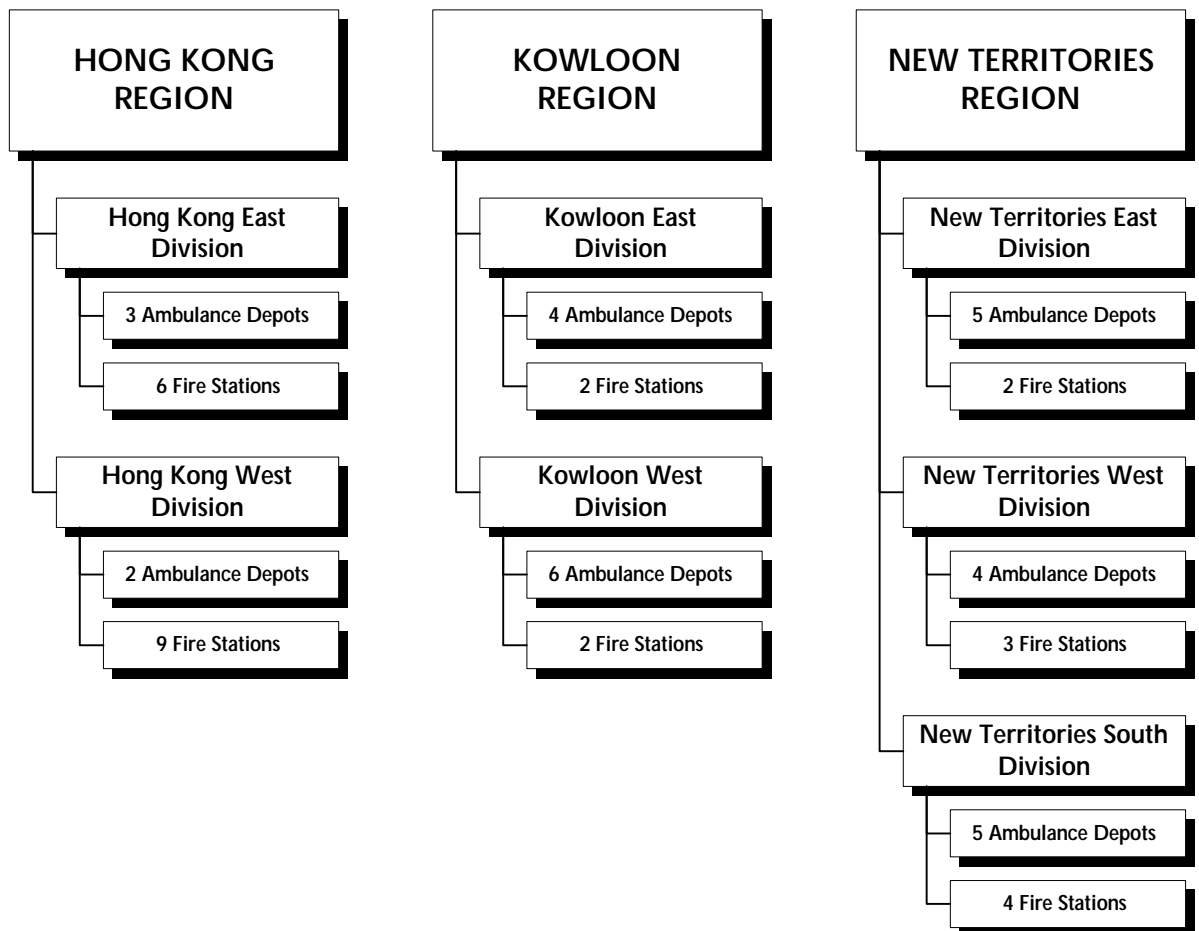 HONG KONG
REGION
Hong Kong East
Division
3 Ambulance Depots
6 Fire Stations
Hong Kong West
Division
2 Ambulance Depots
9 Fire Stations
KOWLOON
REGION
Kowloon East
Division
4 Ambulance Depots
2 Fire Stations
Kowloon West
Division
6 Ambulance Depots
2 Fire Stations
NEW TERRITORIES
REGION
New Territories East
Division
5 Ambulance Depots
2 Fire Stations
New Territories West
Division
4 Ambulance Depots
3 Fire Stations
New Territories South
Division
5 Ambulance Depots
4 Fire Stations